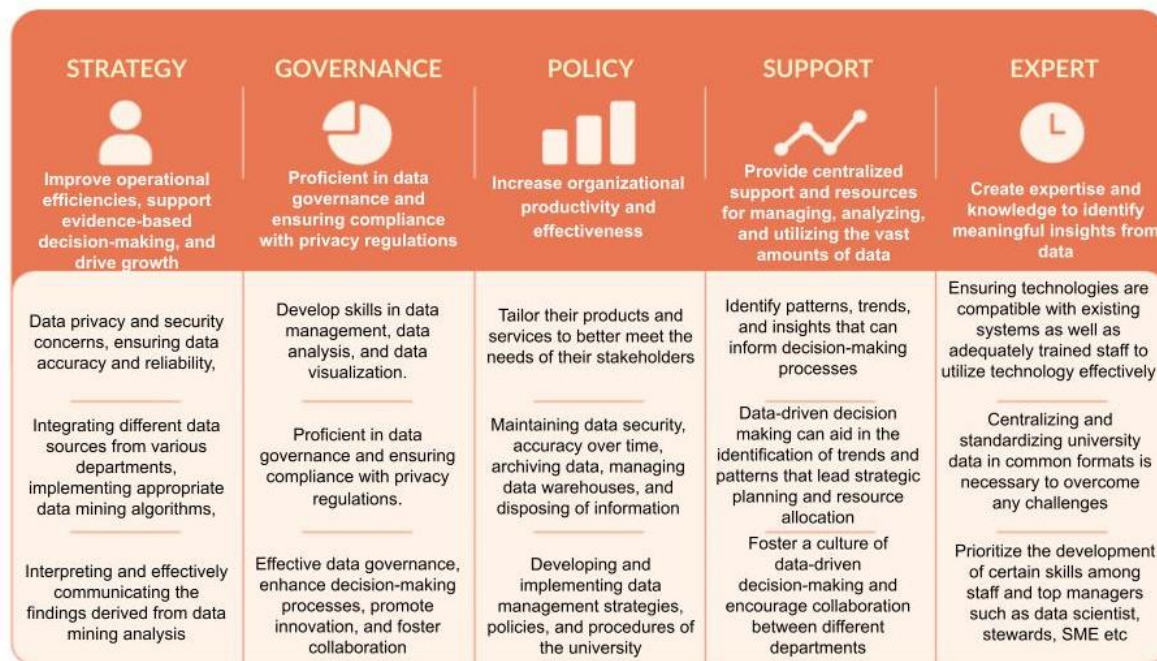 STRATEGY
GOVERNANCE
POLICY
SUPPORT
EXPERT
Improve operational
efficiencies, support
evidence-based
decision-making, and
drive growth
Proficient in data
governance and
ensuring compliance
with privacy regulations
Increase organizational
productivity and
effectiveness
Provide centralized
support and resources
for managing, analyzing,
and utilizing the vast
amounts of data
Create expertise and
knowledge to identify
meaningful insights from
data
Data privacy and security
concerns, ensuring data
accuracy and reliability,
Develop skills in data
management, data
analysis, and data
visualization.
Tailor their products and
services to better meet the
needs of their stakeholders
Identify patterns, trends,
and insights that can
inform decision-making
processes
Ensuring technologies are
compatible with existing
systems as well as
adequately trained staff to
utilize technology effectively
Integrating different data
sources from various
departments,
implementing appropriate
data mining algorithms,
Proficient in data
governance and ensuring
compliance with privacy
regulations.
Maintaining data security,
accuracy over time,
archiving data, managing
data warehouses, and
disposing of information
Data-driven decision
making can aid in the
identification of trends and
patterns that lead strategic
planning and resource
allocation
Centralizing and
standardizing university
data in common formats is
necessary to overcome
any challenges
Interpreting and effectively
communicating the
findings derived from data
mining analysis
Effective data governance,
enhance decision-making
processes, promote
innovation, and foster
collaboration
Developing and
implementing data
management strategies,
policies, and procedures of
the university
Foster a culture of
data-driven
decision-making and
encourage collaboration
between different
departments
Prioritize the development
of certain skills among
staff and top managers
such as data scientist,
stewards, SME etc